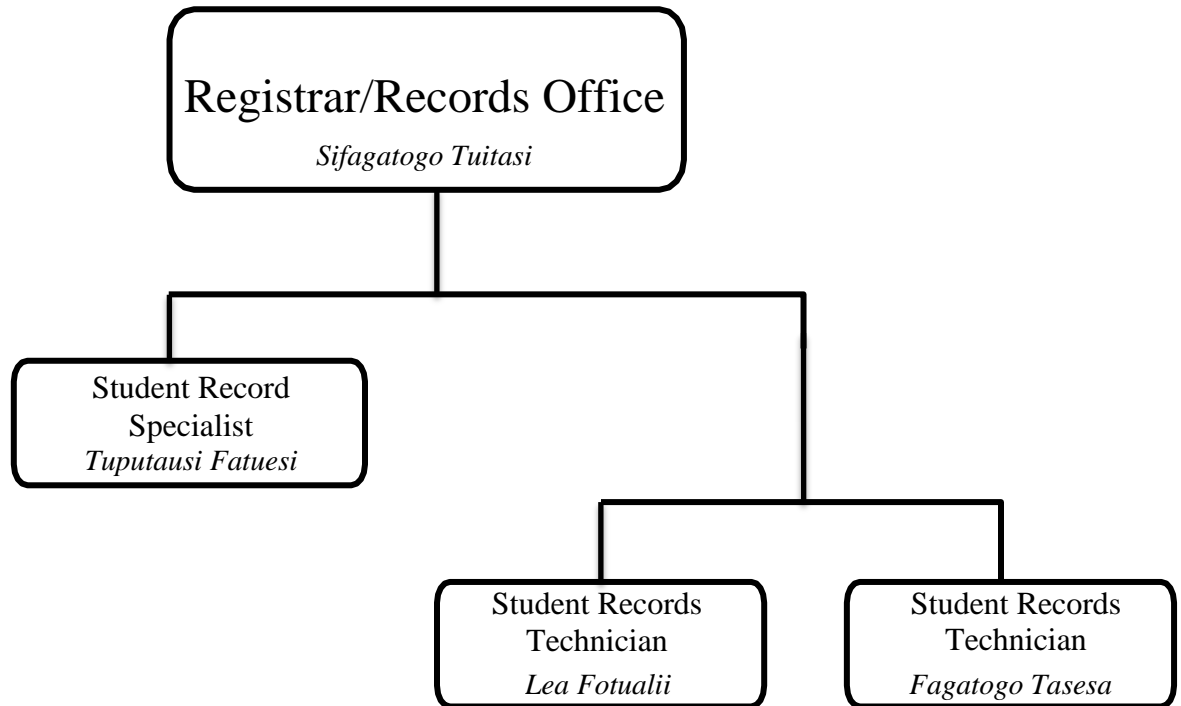 Registrar/Records Office
Sifagatogo Tuitasi
Student Record
Specialist
Tuputausi Fatuesi
Student Records
Technician
Lea Fotualii
Student Records
Technician
Fagatogo Tasesa